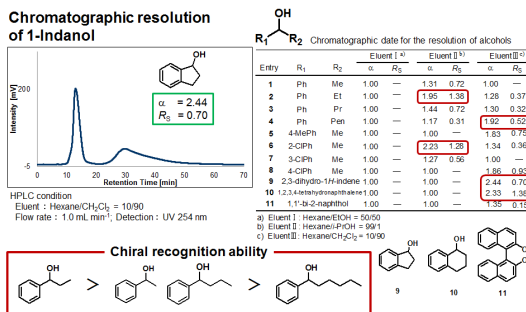 Chromatographic resolution
of 1-Indanol
OH
R1 R2
Chromatographic date for the resolution of alcohols
Intensity [mV]
200
-5
10 20 30 40 50 60 70
Retention Time [min]
OH
α = 2.44
RS = 0.70
Eluent I a) Eluent II b) Eluent III c)
Entry R1 R2 α RS α RS α RS
1 Ph Me 1.00 — 1.31 0.72 1.00 —
2 Ph Et 1.00 — 1.95 1.38 1.28 0.37
3 Ph Pr 1.00 — 1.44 0.72 1.30 0.32
4 Ph Pen 1.00 — 1.17 0.31 1.92 0.52
5 4-MePh Me 1.00 — 1.00 — 1.83 0.75
6 2-ClPh Me 1.00 — 2.23 1.28 1.34 0.36
7 3-ClPh Me 1.00 — 1.27 0.56 1.00 —
8 4-ClPh Me 1.00 — 1.00 — 1.86 0.93
9 2,3-dihydro-1H-indene 1.00 — 1.00 — 2.44 0.70
10 1,2,3,4-tetrahydronaphthalene 1.00 — 1.00 — 2.33 1.38
11 1,1'-bi-2-naphthol 1.00 — 1.00 — 1.35 0.15
HPLC condition
Eluent : Hexane/CH2Cl2 = 10/90
Flow rate : 1.0 mL min-1; Detection : UV 254 nm
a) Eluent I : Hexane/EtOH = 50/50
b) Eluent II : Hexane/i-PrOH = 99/1
c) Eluent III : Hexane/CH2Cl2 = 10/90
Chiral recognition ability
OH > OH OH > OH
OH OH
9 10 11